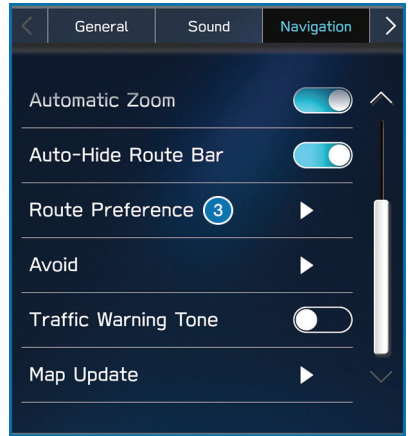 General Sound Navigation
Automatic Zoom
Auto-Hide Route Bar
Route Preference 3
Avoid
Traffic Warning Tone
Map Update